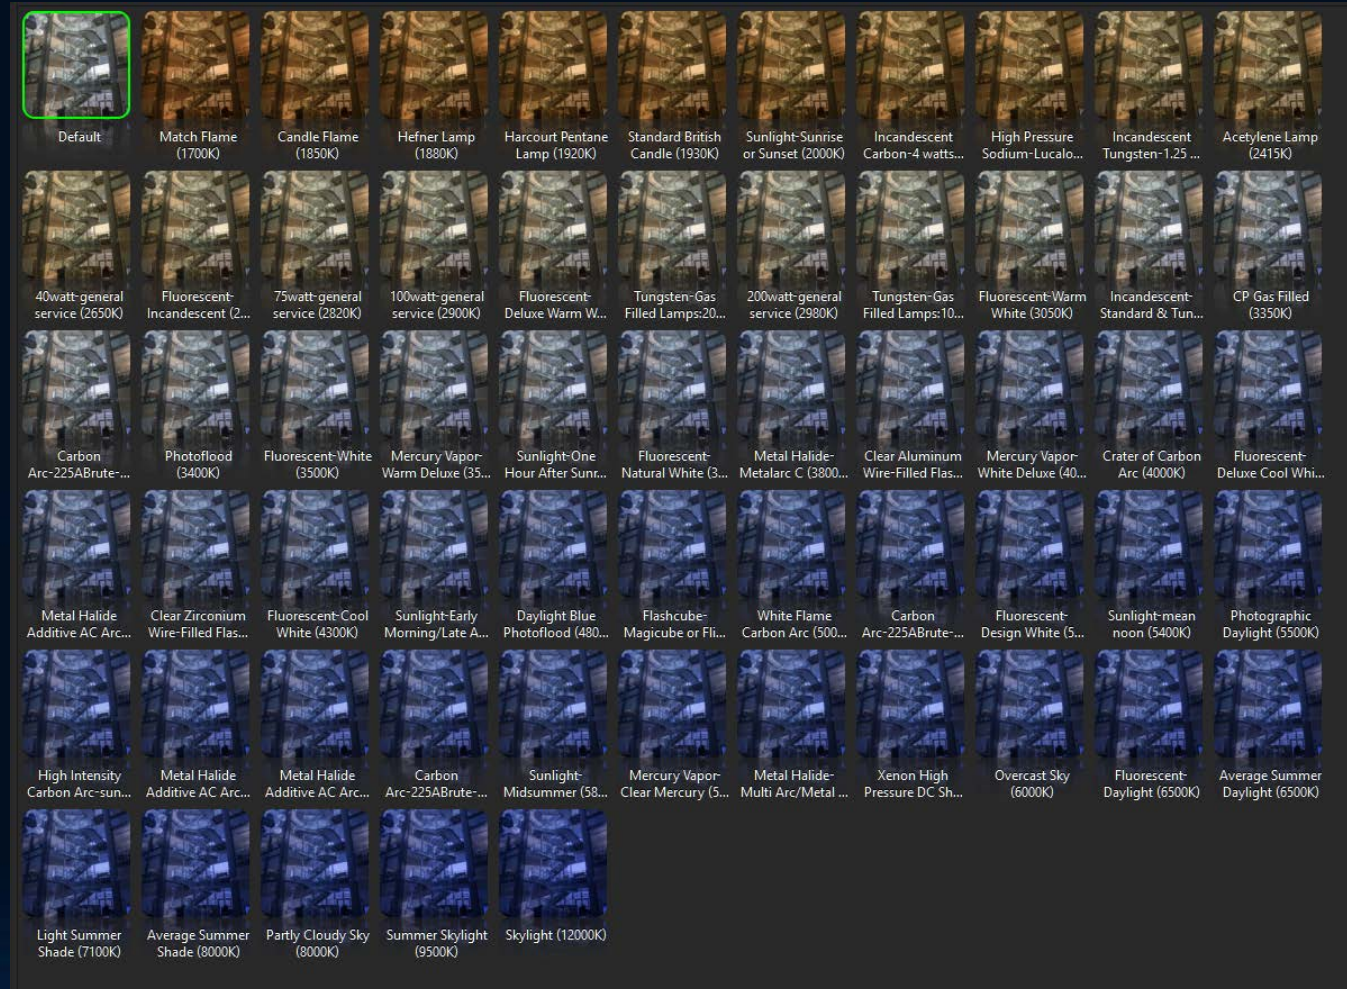 Default
Match Flame
(1700K)
Candle Flame
(1850K)
Hefner Lamp
(1880K)
Harcourt Pentane
Lamp (1920K)
Standard British
Candle (1930K)
Sunlight-Sunrise
or Sunset (2000K)
Incandescent
Carbon-4 watts...
High Pressure
Sodium-Lucalo...
Incandescent
Tungsten-1.25 ...
Acetylene Lamp
(2415K)
40watt-general
service (2650K)
Fluorescent-
Incandescent (2...
75watt-general
service (2820K)
100watt-general
service (2900K)
Fluorescent-
Deluxe Warm W...
Tungsten-Gas
Filled Lamps:20...
200watt-general
service (2980K)
Tungsten-Gas
Filled Lamps:10...
Fluorescent-Warm
White (3050K)
Incandescent-
Standard & Tun...
CP Gas Filled
(3350K)
Carbon
Arc-225ABrute-...
Photoflood
(3400K)
Fluorescent-White
(3500K)
Mercury Vapor-
Warm Deluxe (35...
Sunlight-One
Hour After Sunr...
Fluorescent-
Natural White (3...
Metal Halide-
Metalarc C (3800...
Clear Aluminum
Wire-Filled Flas...
Mercury Vapor-
White Deluxe (40...
Crater of Carbon
Arc (4000K)
Fluorescent-
Deluxe Cool Whi...
Metal Halide
Additive AC Arc...
Clear Zirconium
Wire-Filled Flas...
Fluorescent-Cool
White (4300K)
Sunlight-Early
Morning/Late A...
Daylight Blue
Photoflood (480...
Flashcube-
Magicube or Fli...
White Flame
Carbon Arc (500...
Carbon
Arc-225ABrute-...
Fluorescent-
Design White (5...
Sunlight-mean
noon (5400K)
Photographic
Daylight (5500K)
High Intensity
Carbon Arc-sun...
Metal Halide
Additive AC Arc...
Metal Halide
Additive AC Arc...
Carbon
Arc-225ABrute-...
Sunlight-
Midsummer (58...
Mercury Vapor-
Clear Mercury (5...
Metal Halide-
Multi Arc/Metal ...
Xenon High
Pressure DC Sh...
Overcast Sky
(6000K)
Fluorescent-
Daylight (6500K)
Average Summer
Daylight (6500K)
Light Summer
Shade (7100K)
Average Summer
Shade (8000K)
Partly Cloudy Sky
(8000K)
Summer Skylight
(9500K)
Skylight (12000K)